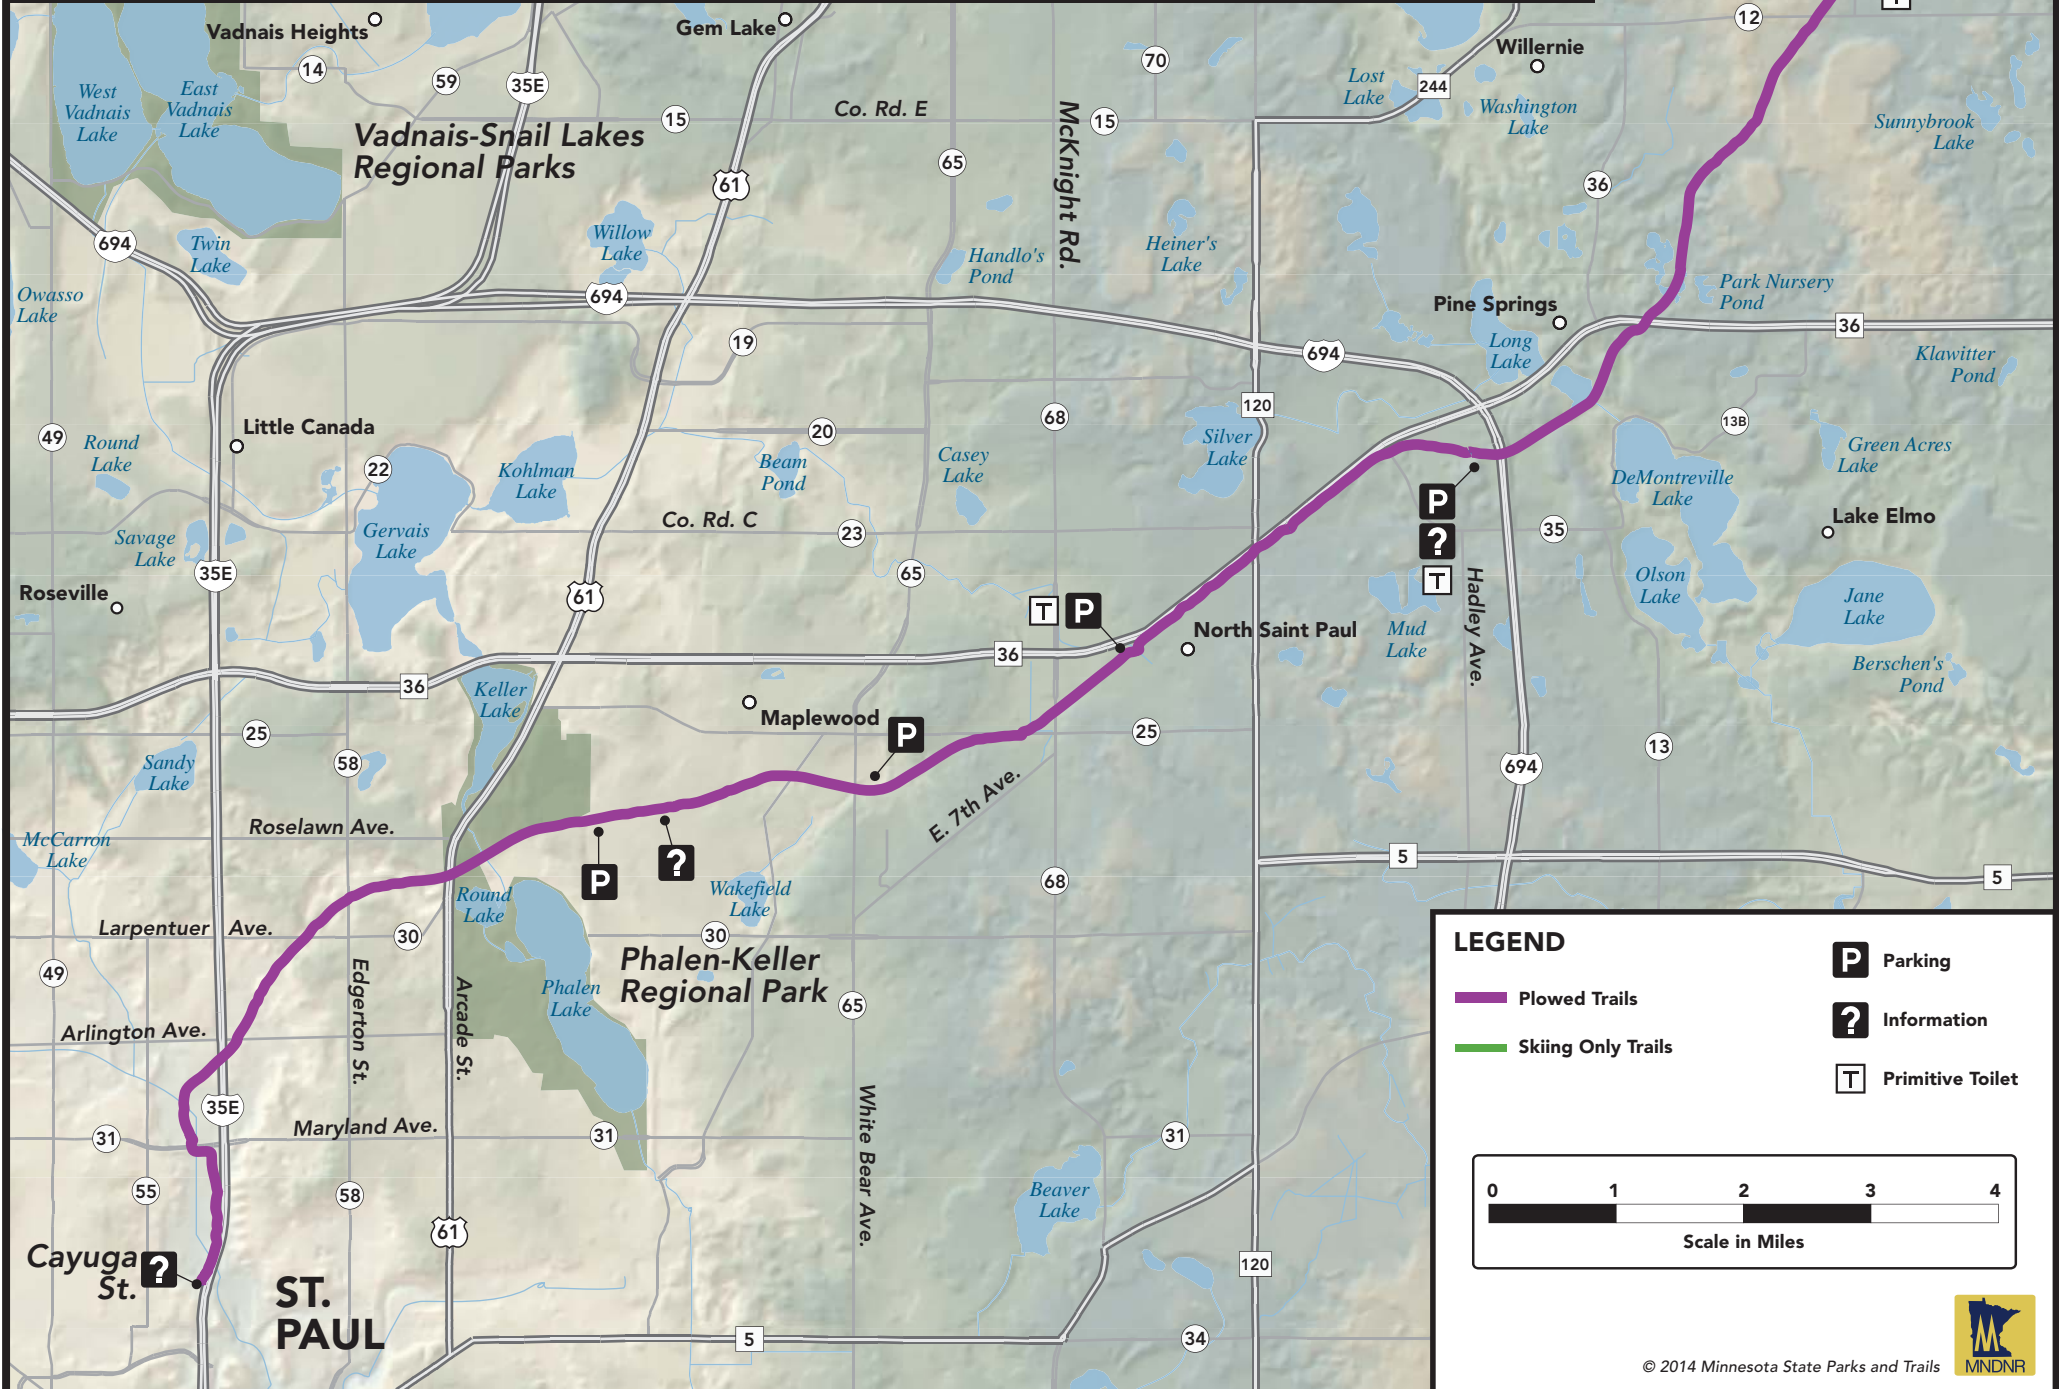 Vadnais Heights
Gem Lake
Willernie
12
14
59
35E
70
244
Lost
Lake
West
Vadnais
Lake
East
Vadnais
Lake
Washington
Lake
Sunnybrook
Lake
Vadnais-Snail Lakes
Regional Parks
15
Co. Rd. E
McKnight Rd.
15
65
61
36
694
Twin
Lake
Willow
Lake
Handlo's
Pond
Heiner's
Lake
Owasso
Lake
694
Park Nursery
Pond
Pine Springs
36
19
694
Long
Lake
Klawitter
Pond
49
Little Canada
Round
Lake
22
Kohlman
Lake
20
Beam
Pond
Casey
Lake
68
120
Silver
Lake
13B
Green Acres
Lake
DeMontreville
Lake
P
?
T
Lake Elmo
Savage
Lake
Gervais
Lake
Co. Rd. C
23
35
35E
65
Roseville
61
T
P
Hadley Ave.
Olson
Lake
Jane
Lake
North Saint Paul
Mud
Lake
36
36
Keller
Lake
Berschen's
Pond
Maplewood
P
25
58
25
13
Sandy
Lake
694
E. 7th Ave.
Roselawn Ave.
McCarron
Lake
P
?
5
5
Round
Lake
Wakefield
Lake
68
Larpentuer Ave.
30
30
49
Edgerton St.
Arcade St.
Phalen-Keller
Regional Park
Phalen
Lake
65
Arlington Ave.
35E
Maryland Ave.
31
31
31
White Bear Ave.
55
58
Beaver
Lake
61
Cayuga
St.
?
120
ST.
PAUL
5
34
LEGEND
Plowed Trails
Skiing Only Trails
P Parking
? Information
T Primitive Toilet
0 1 2 3 4
Scale in Miles
© 2014 Minnesota State Parks and Trails
MNDNR